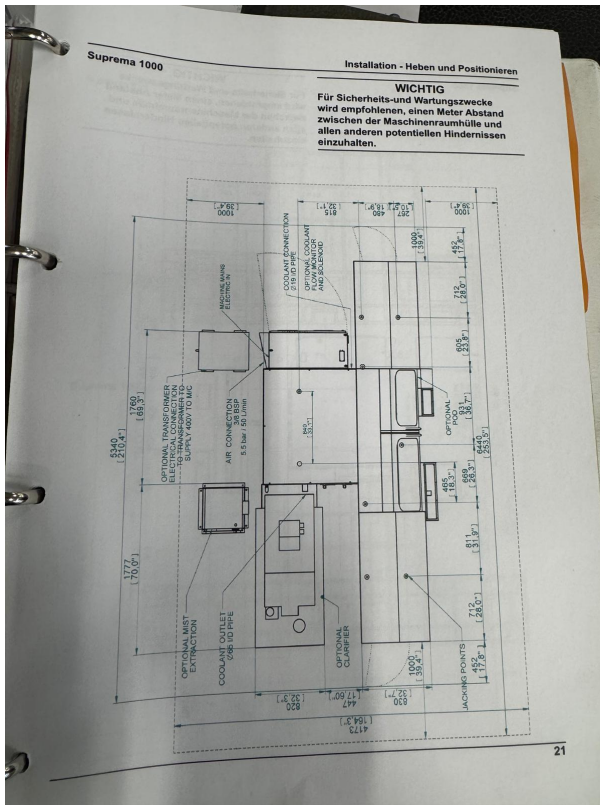 Suprema 1000
Installation - Heben und Positionieren
WICHTIG
Für Sicherheits-und Wartungszwecke
wird empfohlenen, einen Meter Abstand
zwischen der Maschinenraumhülle und
allen anderen potentiellen Hindernissen
einzuhalten.
5340
[ 210,4" ]
1777
[ 70,0" ]
1760
[ 69,3" ]
OPTIONAL MIST
EXTRACTION
OPTIONAL TRANSFORMER
ELECTRICAL CONNECTION
TO TRANSFORMER TO
SUPPLY 400V TO M/C
COOLANT OUTLET
∅68 I/D PIPE
AIR CONNECTION
3/8 BSP
5.5 bar / 50 L/min
MACHINE MAINS
ELECTRIC IN
COOLANT CONNECTION
∅19 I/D PIPE
OPTIONAL COOLANT
FLOW MONITOR
AND SOLENOID
OPTIONAL
CLARIFIER
840
[ 33,1" ]
1000
[ 39,4" ]
815
[ 32,1" ]
480
[ 18,9" ]
267
[ 10,5" ]
1000
[ 39,4" ]
4173
[ 164,3" ]
820
[ 32,3" ]
447
[ 17,60" ]
830
[ 32,7" ]
1000
[ 39,4" ]
1000
[ 39,4" ]
OPTIONAL
POD
465
[ 18,3" ]
JACKING POINTS
452
[ 17,8" ]
712
[ 28,0" ]
811
[ 31,9" ]
669
[ 26,3" ]
931
[ 36,7" ]
605
[ 23,8" ]
712
[ 28,0" ]
452
[ 17,8" ]
6440
[ 253,5" ]
21